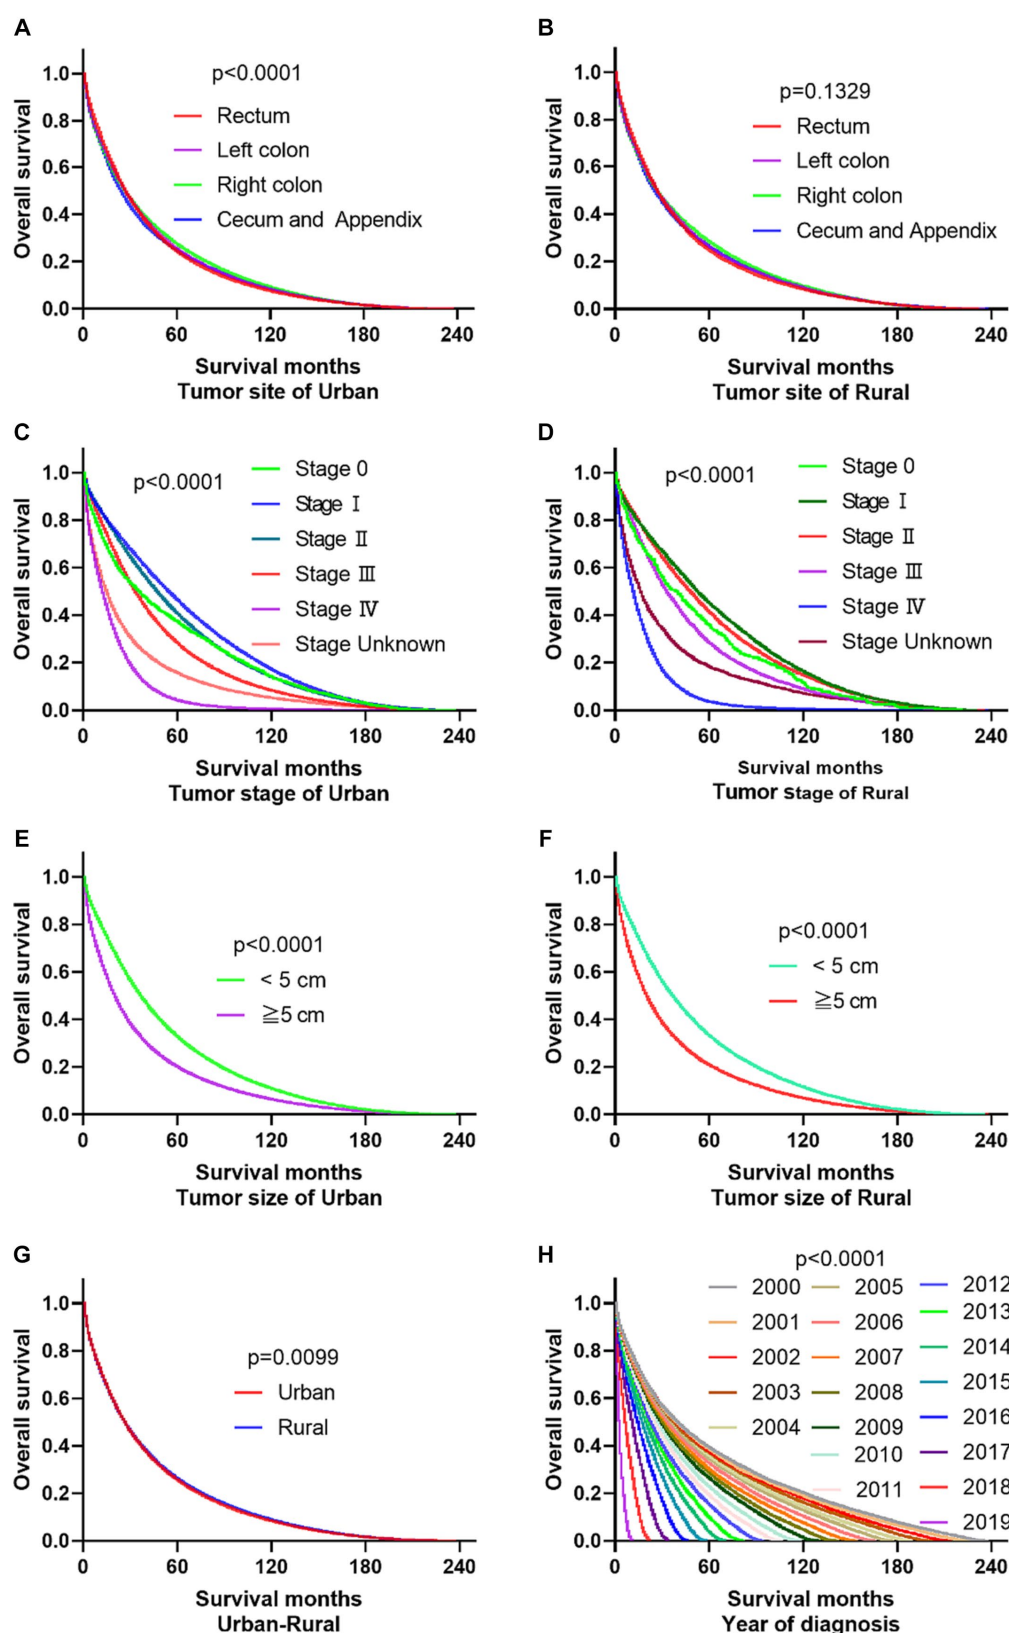 A
p<0.0001
Rectum
Left colon
Right colon
Cecum and Appendix
Overall survival
1.0
0.8
0.6
0.4
0.2
0.0
0 60 120 180 240
Survival months
Tumor site of Urban
B
p=0.1329
Rectum
Left colon
Right colon
Cecum and Appendix
Overall survival
1.0
0.8
0.6
0.4
0.2
0.0
0 60 120 180 240
Survival months
Tumor site of Rural
C
p<0.0001
Stage 0
Stage Ⅰ
Stage Ⅱ
Stage Ⅲ
Stage Ⅳ
Stage Unknown
Overall survival
1.0
0.8
0.6
0.4
0.2
0.0
0 60 120 180 240
Survival months
Tumor stage of Urban
D
p<0.0001
Stage 0
Stage Ⅰ
Stage Ⅱ
Stage Ⅲ
Stage Ⅳ
Stage Unknown
Overall survival
1.0
0.8
0.6
0.4
0.2
0.0
0 60 120 180 240
Survival months
Tumor stage of Rural
E
p<0.0001
< 5 cm
≧5 cm
Overall survival
1.0
0.8
0.6
0.4
0.2
0.0
0 60 120 180 240
Survival months
Tumor size of Urban
F
p<0.0001
< 5 cm
≧5 cm
Overall survival
1.0
0.8
0.6
0.4
0.2
0.0
0 60 120 180 240
Survival months
Tumor size of Rural
G
p=0.0099
Urban
Rural
Overall survival
1.0
0.8
0.6
0.4
0.2
0.0
0 60 120 180 240
Survival months
Urban-Rural
H
p<0.0001
2000 2005 2012
2001 2006 2013
2002 2007 2014
2003 2008 2015
2004 2009 2016
2010 2017
2011 2018
2019
Overall survival
1.0
0.8
0.6
0.4
0.2
0.0
0 60 120 180 240
Survival months
Year of diagnosis